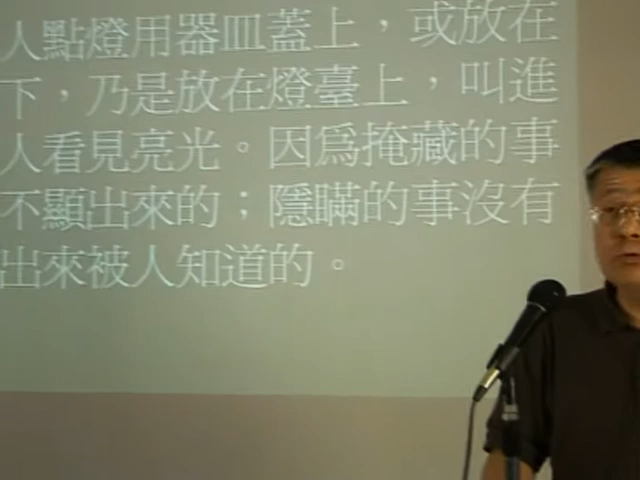 人點燈用器皿蓋上，或放在
下，乃是放在燈臺上，叫進
人看見亮光。因為掩藏的事
不顯出來的；隱瞞的事沒有
出來被人知道的。